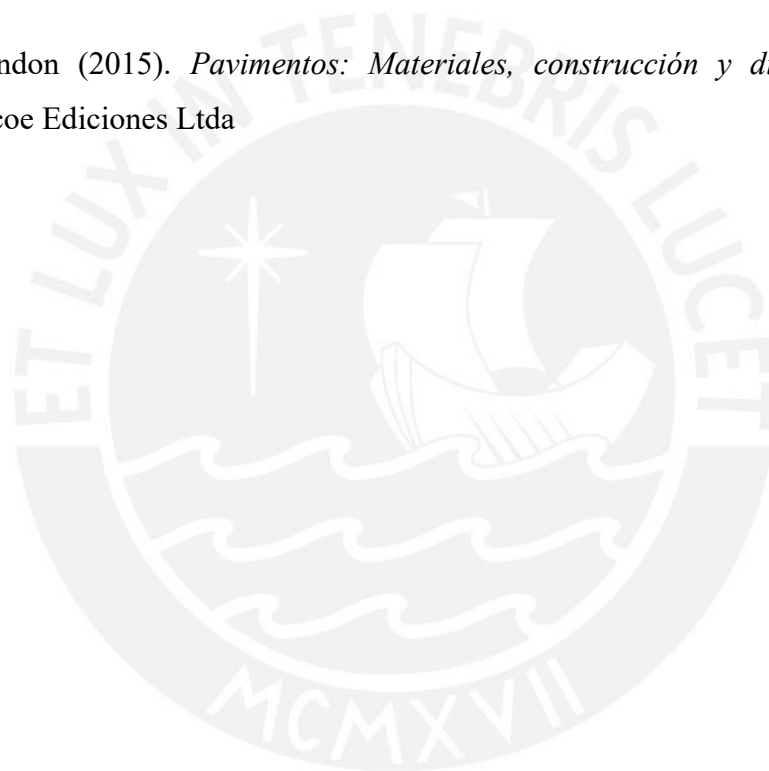 ndon (2015). Pavimentos: Materiales, construcción y di
coe Ediciones Ltda
ET LUX IN TENEBRIS LUCET
MCMXVII